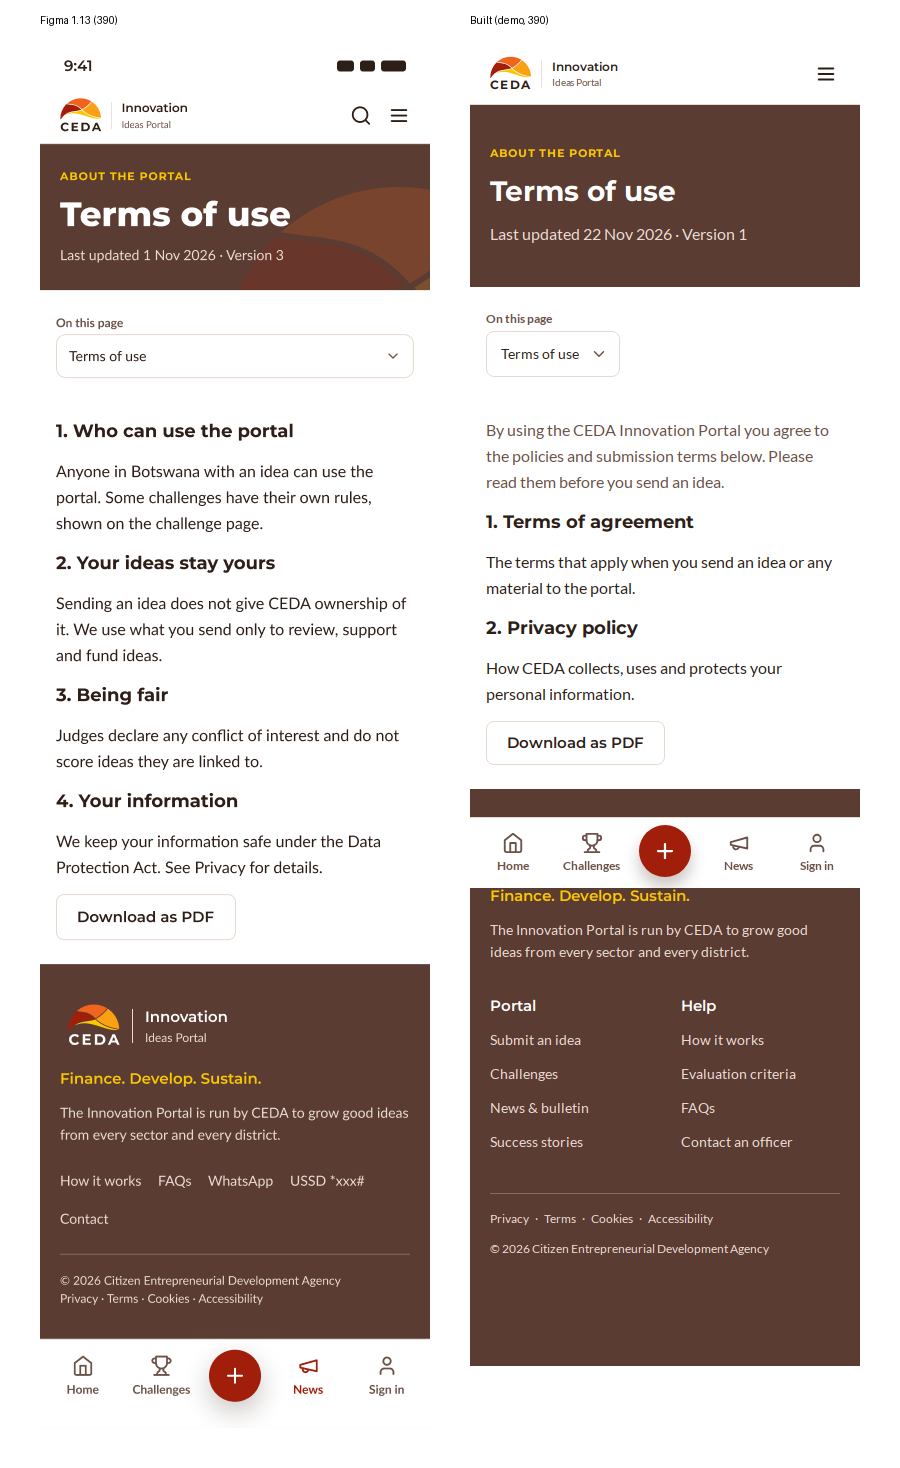 Figma 1.13 (390)
9:41
CEDA
Innovation
Ideas Portal
ABOUT THE PORTAL
Terms of use
Last updated 1 Nov 2026 · Version 3
On this page
Terms of use
1. Who can use the portal
Anyone in Botswana with an idea can use the
portal. Some challenges have their own rules,
shown on the challenge page.
2. Your ideas stay yours
Sending an idea does not give CEDA ownership of
it. We use what you send only to review, support
and fund ideas.
3. Being fair
Judges declare any conflict of interest and do not
score ideas they are linked to.
4. Your information
We keep your information safe under the Data
Protection Act. See Privacy for details.
Download as PDF
CEDA
Innovation
Ideas Portal
Finance. Develop. Sustain.
The Innovation Portal is run by CEDA to grow good ideas
from every sector and every district.
How it works FAQs WhatsApp USSD *xxx#
Contact
© 2026 Citizen Entrepreneurial Development Agency
Privacy · Terms · Cookies · Accessibility
Home Challenges News Sign in
Built (demo, 390)
CEDA
Innovation
Ideas Portal
ABOUT THE PORTAL
Terms of use
Last updated 22 Nov 2026 · Version 1
On this page
Terms of use
By using the CEDA Innovation Portal you agree to
the policies and submission terms below. Please
read them before you send an idea.
1. Terms of agreement
The terms that apply when you send an idea or any
material to the portal.
2. Privacy policy
How CEDA collects, uses and protects your
personal information.
Download as PDF
Home Challenges News Sign in
Finance. Develop. Sustain.
The Innovation Portal is run by CEDA to grow good
ideas from every sector and every district.
Portal Help
Submit an idea How it works
Challenges Evaluation criteria
News & bulletin FAQs
Success stories Contact an officer
Privacy · Terms · Cookies · Accessibility
© 2026 Citizen Entrepreneurial Development Agency